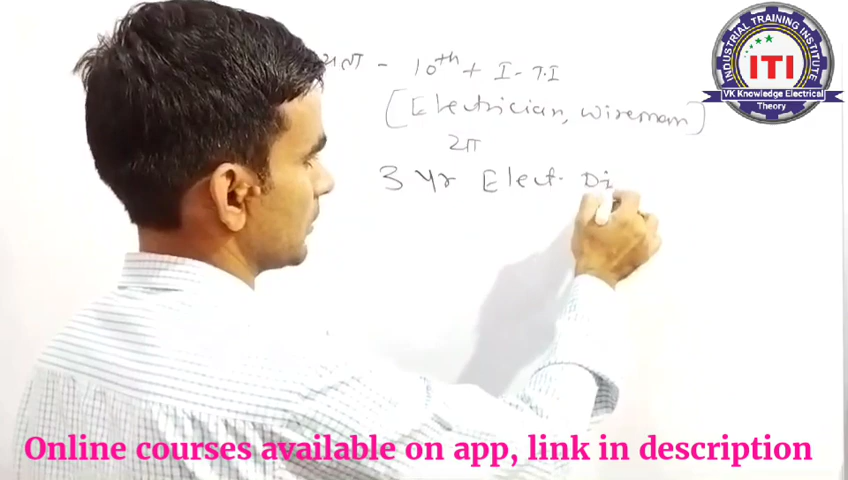 - 10th + I.T.I
[Electrician, wireman]
या
3 Yr Elect. Di
INDUSTRIAL TRAINING INSTITUTE
ITI
VK Knowledge Electrical
Theory
Online courses available on app, link in description